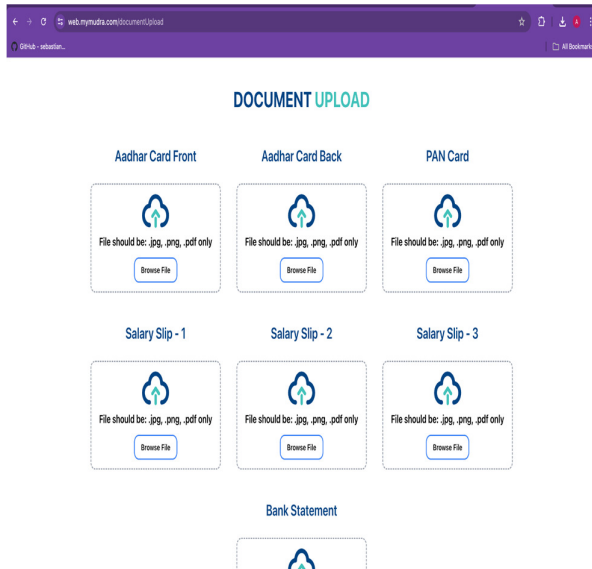 web.mymudra.com/documentUpload
A
GitHub - sebastian...
All Bookmarks
DOCUMENT UPLOAD
Aadhar Card Front
Aadhar Card Back
PAN Card
File should be: .jpg, .png, .pdf only
File should be: .jpg, .png, .pdf only
File should be: .jpg, .png, .pdf only
Browse File
Browse File
Browse File
Salary Slip - 1
Salary Slip - 2
Salary Slip - 3
File should be: .jpg, .png, .pdf only
File should be: .jpg, .png, .pdf only
File should be: .jpg, .png, .pdf only
Browse File
Browse File
Browse File
Bank Statement